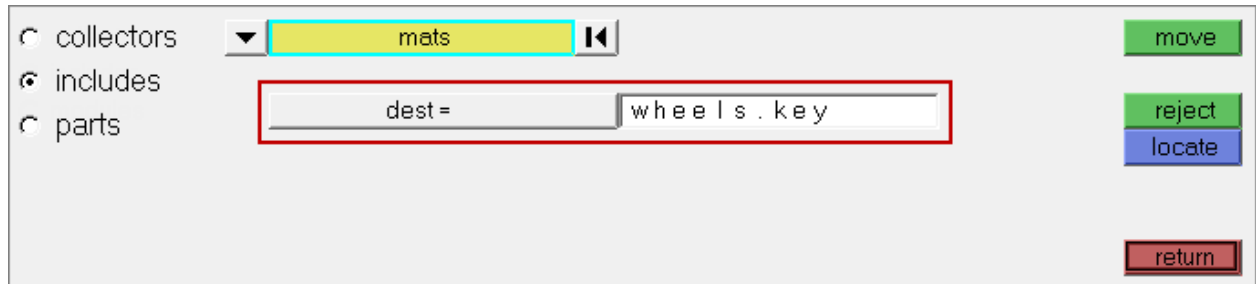 collectors mats move
includes
dest = wheels.key reject
parts
locate
return